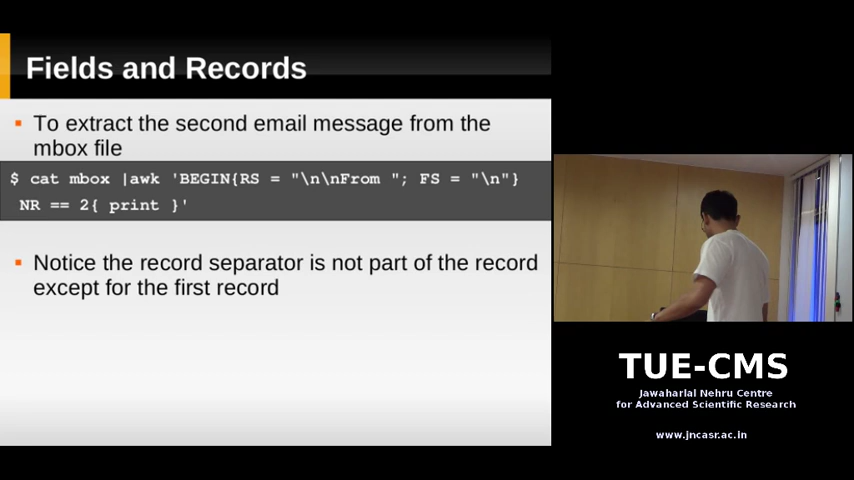 Fields and Records
To extract the second email message from the
mbox file
$ cat mbox |awk 'BEGIN{RS = "\n\nFrom "; FS = "\n"}
NR == 2{ print }'
Notice the record separator is not part of the record
except for the first record
TUE-CMS
Jawaharlal Nehru Centre
for Advanced Scientific Research
www.jncasr.ac.in